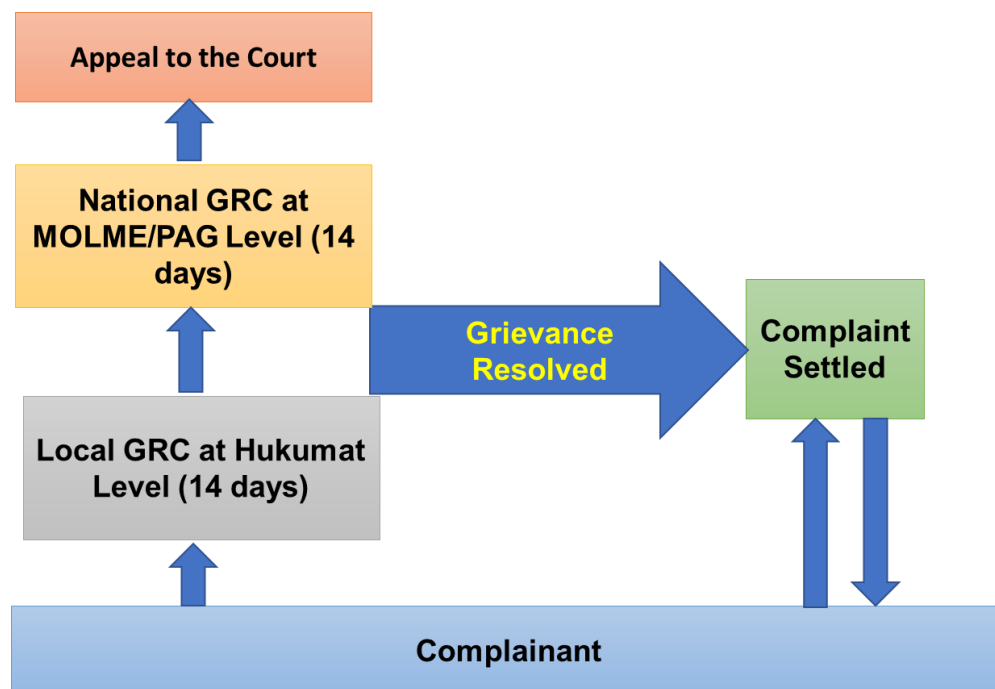 Appeal to the Court
National GRC at
MOLME/PAG Level (14
days)
Grievance
Resolved
Complaint
Settled
Local GRC at Hukumat
Level (14 days)
Complainant